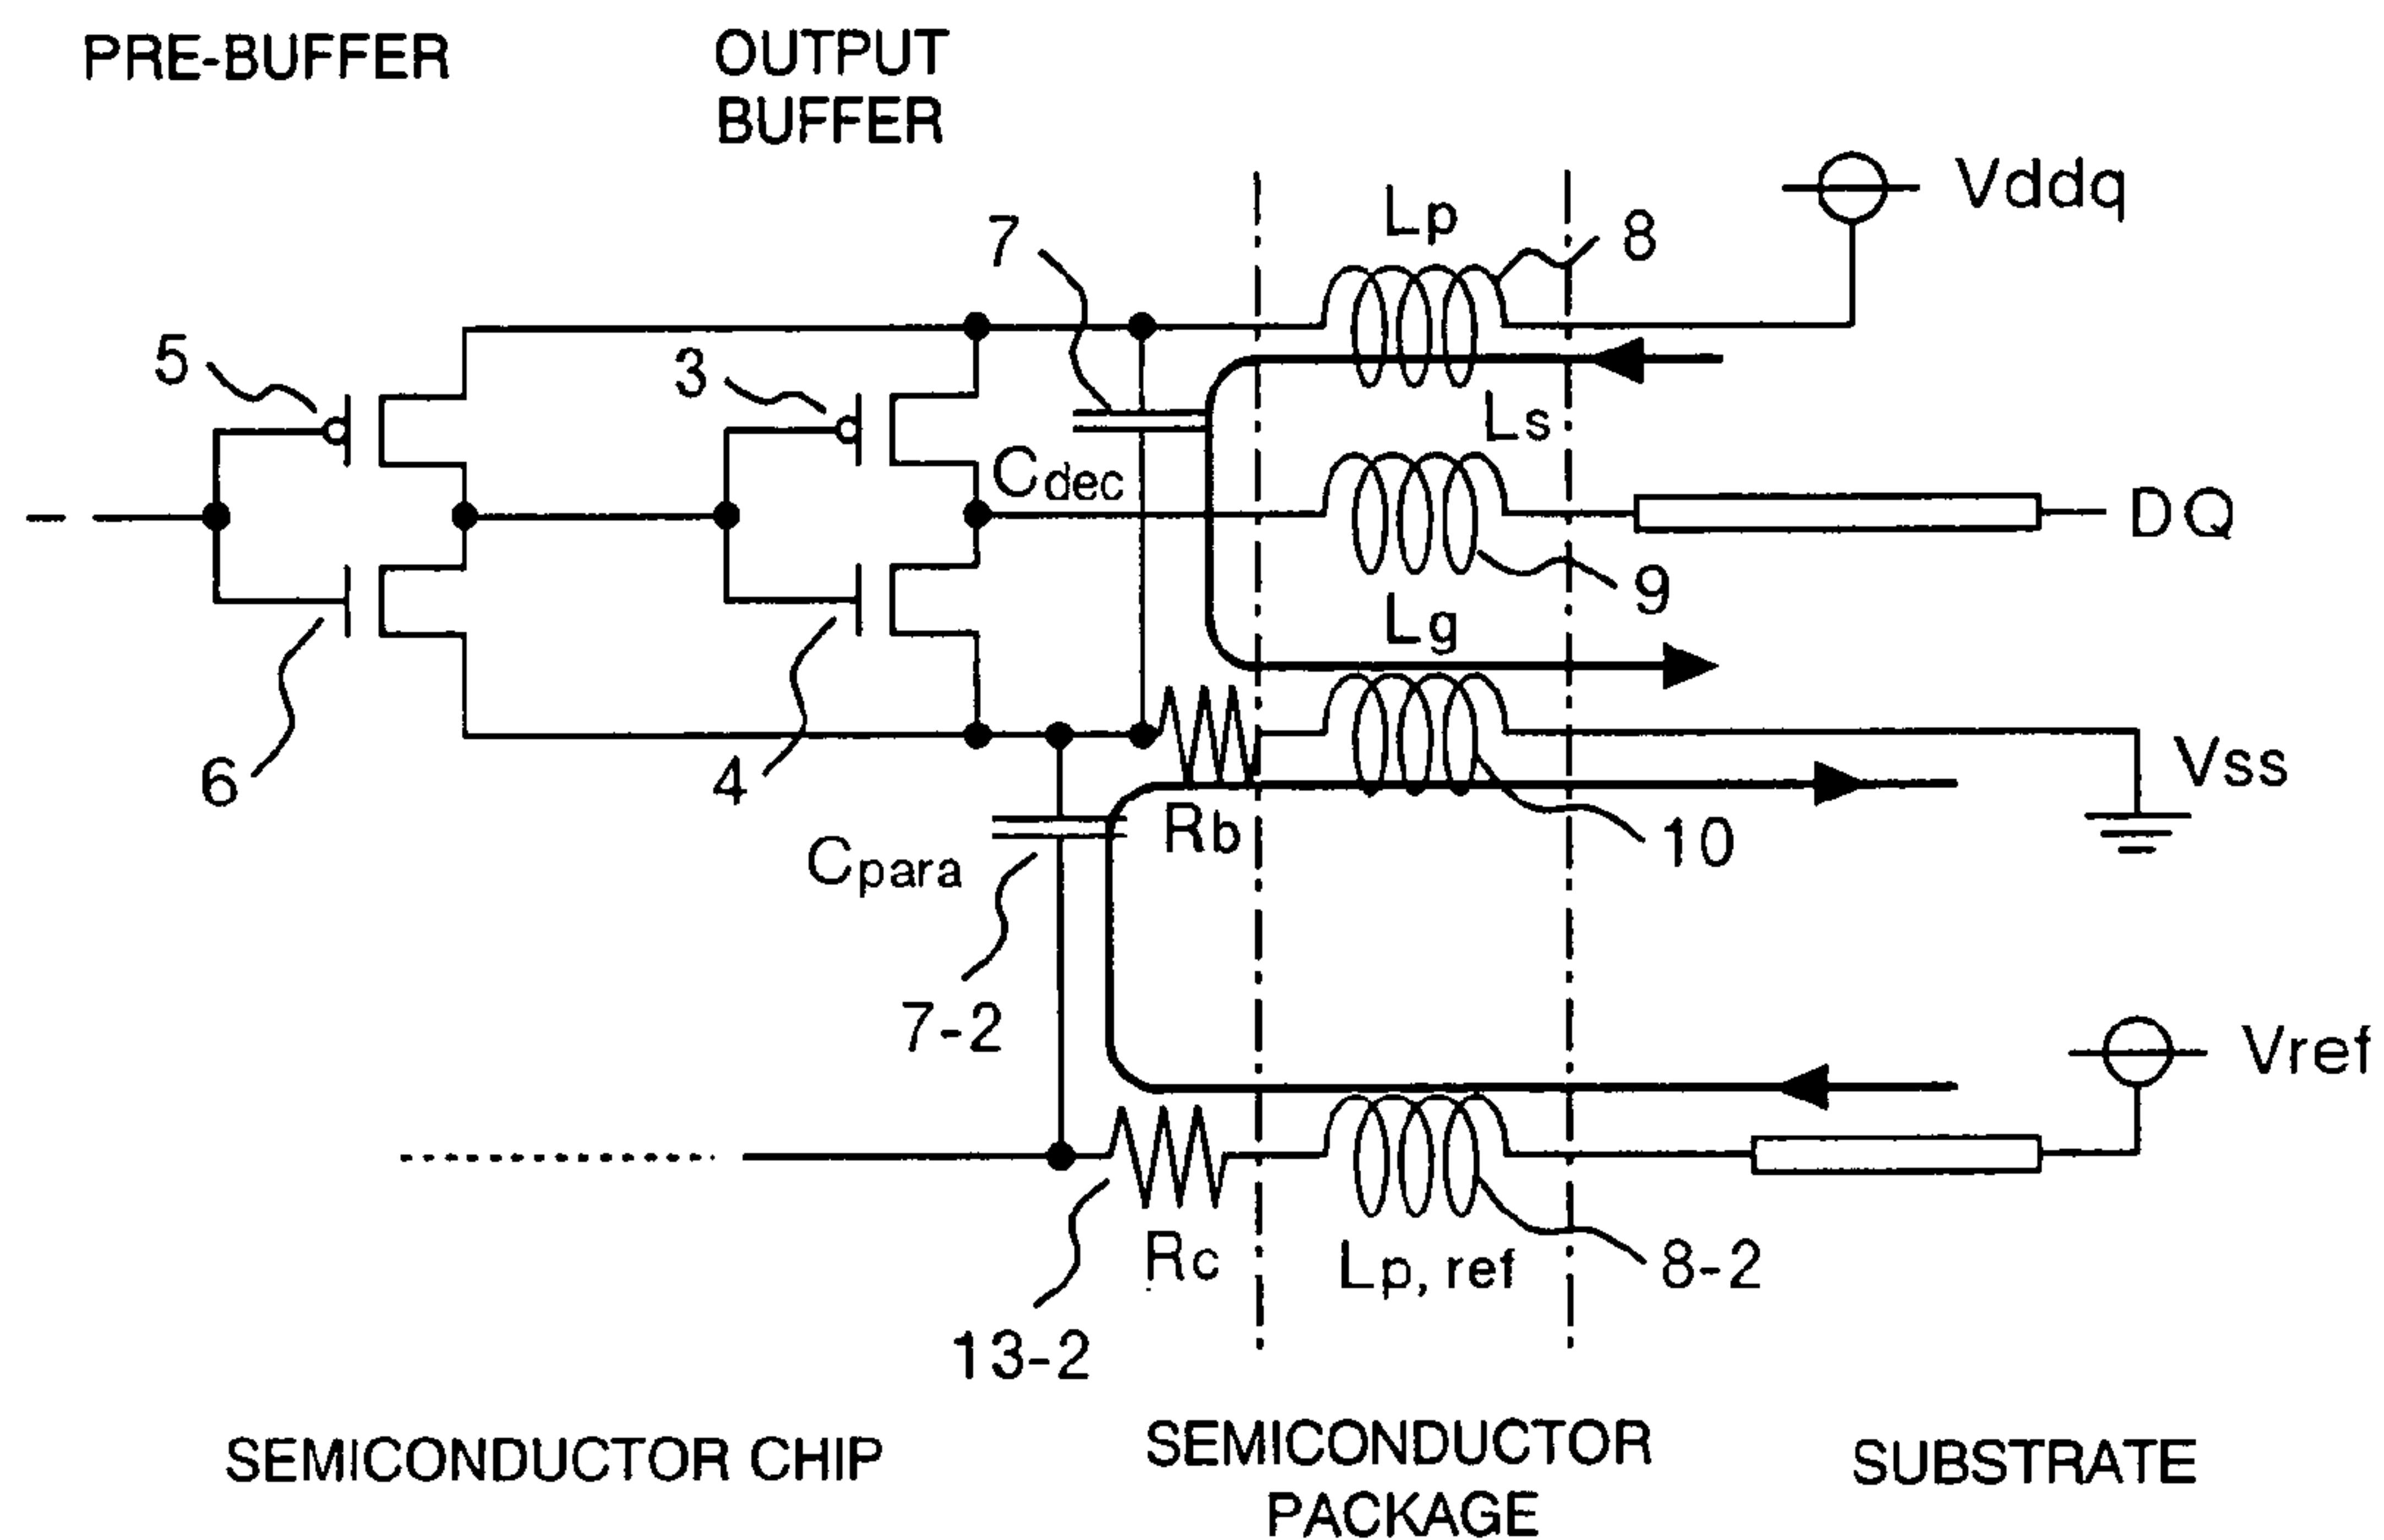 PRE-BUFFER
OUTPUT
BUFFER
Vddq
Lp
8
7
5
3
Ls
Cdec
DQ
9
Lg
6
4
Vss
Rb
10
Cpara
7-2
Vref
Rc
Lp, ref
8-2
13-2
SEMICONDUCTOR CHIP
SEMICONDUCTOR
PACKAGE
SUBSTRATE